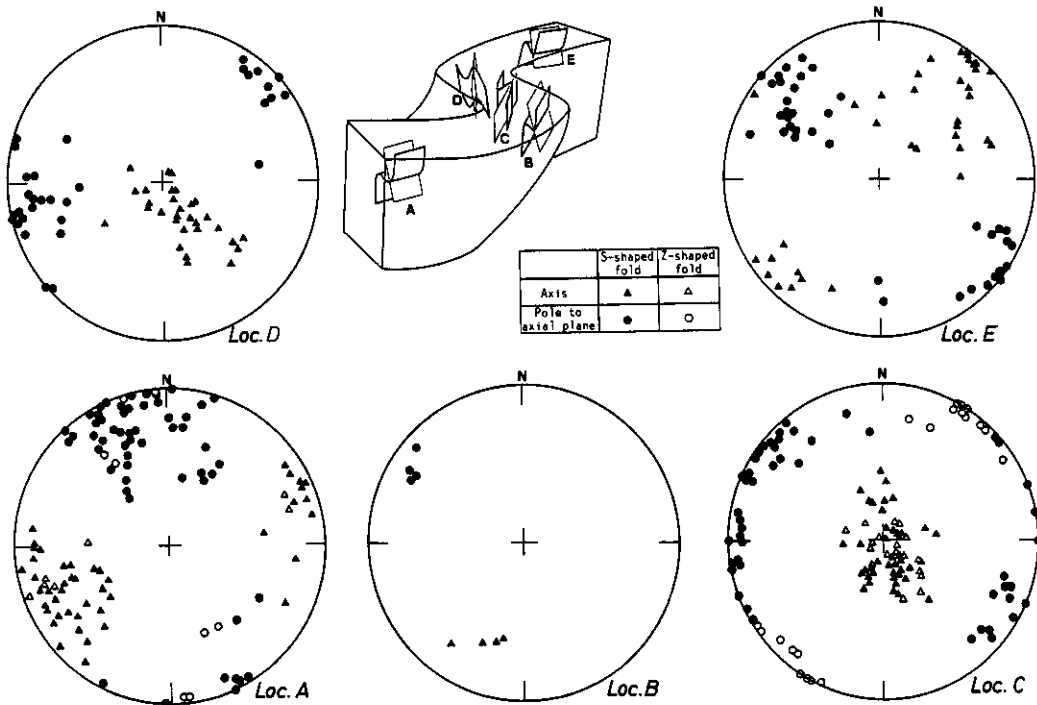 N
D
E
C
B
A
Loc. D
S-shaped fold
Z-shaped fold
Axis
Pole to axial plane
N
Loc. E
N
Loc. A
Loc. B
N
Loc. C